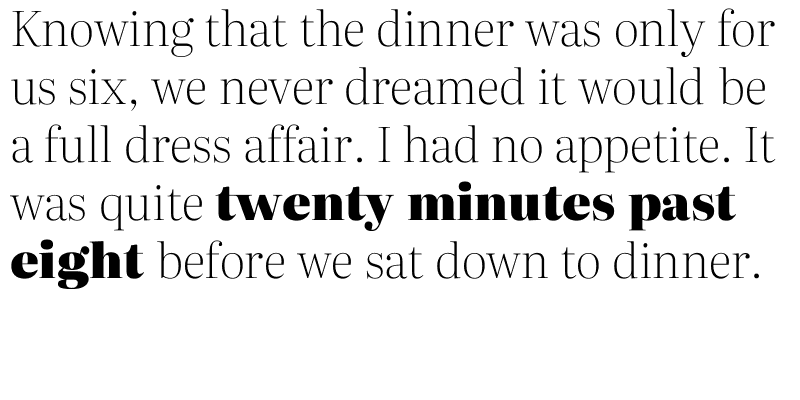 Knowing that the dinner was only for
us six, we never dreamed it would be
a full dress affair. I had no appetite. It
was quite twenty minutes past
eight before we sat down to dinner.